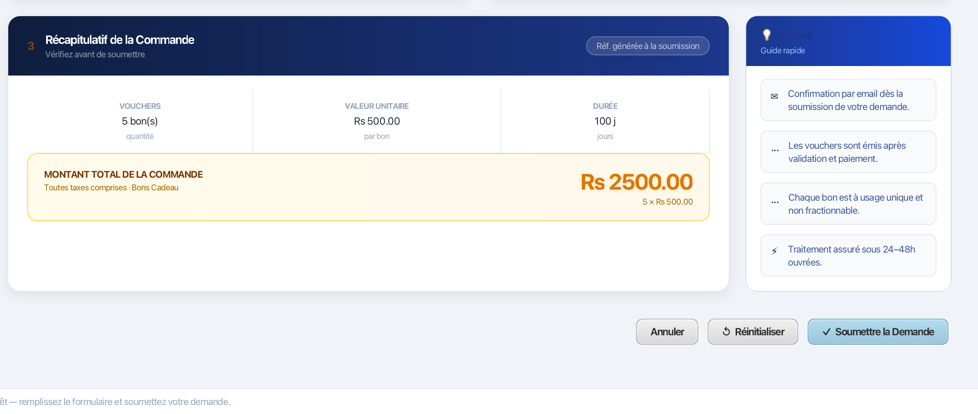 3
Récapitulatif de la Commande
Vérifiez avant de soumettre
Réf. générée à la soumission
VOUCHERS
5 bon(s)
quantité
VALEUR UNITAIRE
Rs 500.00
par bon
DURÉE
100 j
jours
MONTANT TOTAL DE LA COMMANDE
Toutes taxes comprises · Bons Cadeau
Rs 2500.00
5 × Rs 500.00
Guide rapide
Confirmation par email dès la
soumission de votre demande.
Les vouchers sont émis après
validation et paiement.
Chaque bon est à usage unique et
non fractionnable.
Traitement assuré sous 24–48h
ouvrées.
Annuler
↺ Réinitialiser
✓ Soumettre la Demande
êt — remplissez le formulaire et soumettez votre demande.